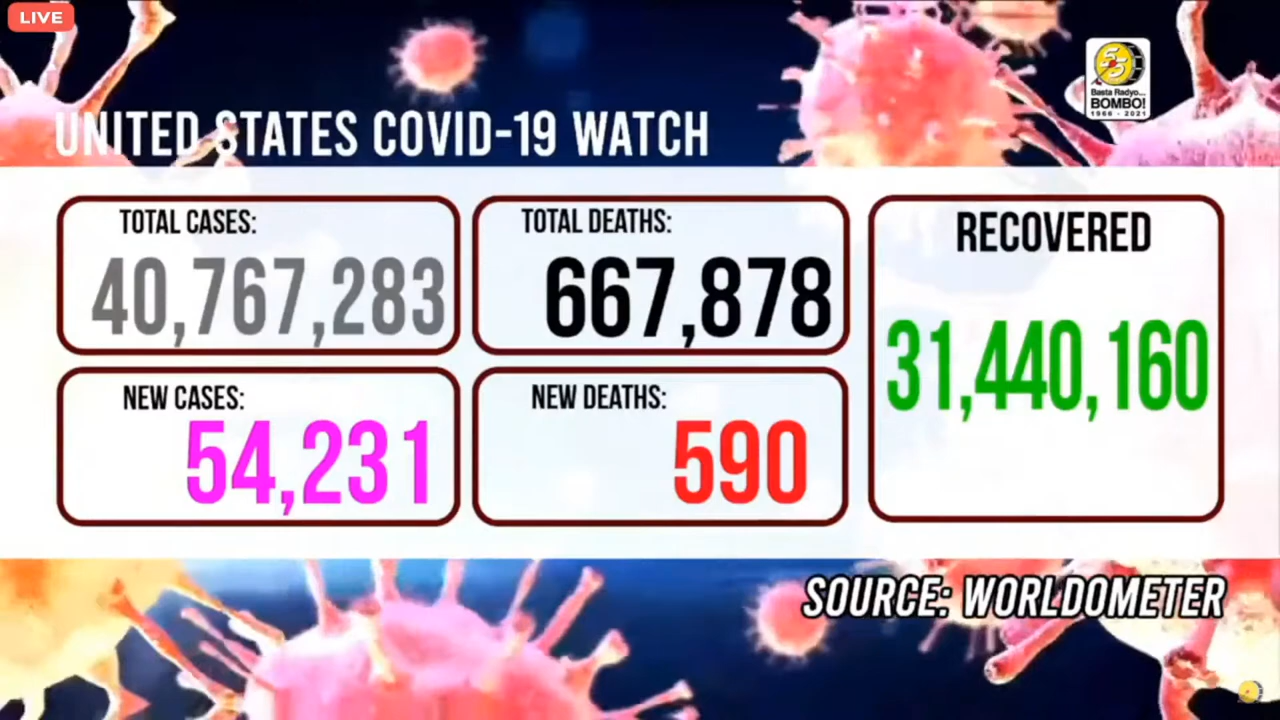 LIVE
55
Basta Radyo...
BOMBO!
1966 - 2021
UNITED STATES COVID-19 WATCH
TOTAL CASES:
40,767,283
TOTAL DEATHS:
667,878
RECOVERED
31,440,160
NEW CASES:
54,231
NEW DEATHS:
590
SOURCE: WORLDOMETER